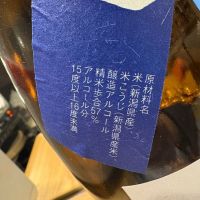 原材料名
米(新潟県産)、
米こうじ(新潟県産米)、
醸造アルコール
精米歩合57%
アルコール分
15度以上16度未満